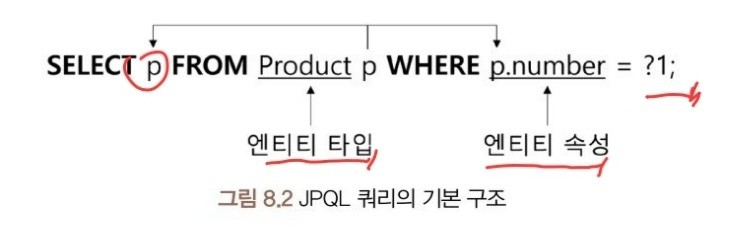 SELECT p FROM Product p WHERE p.number = ?1;
엔티티 타입 엔티티 속성
그림 8.2 JPQL 쿼리의 기본 구조